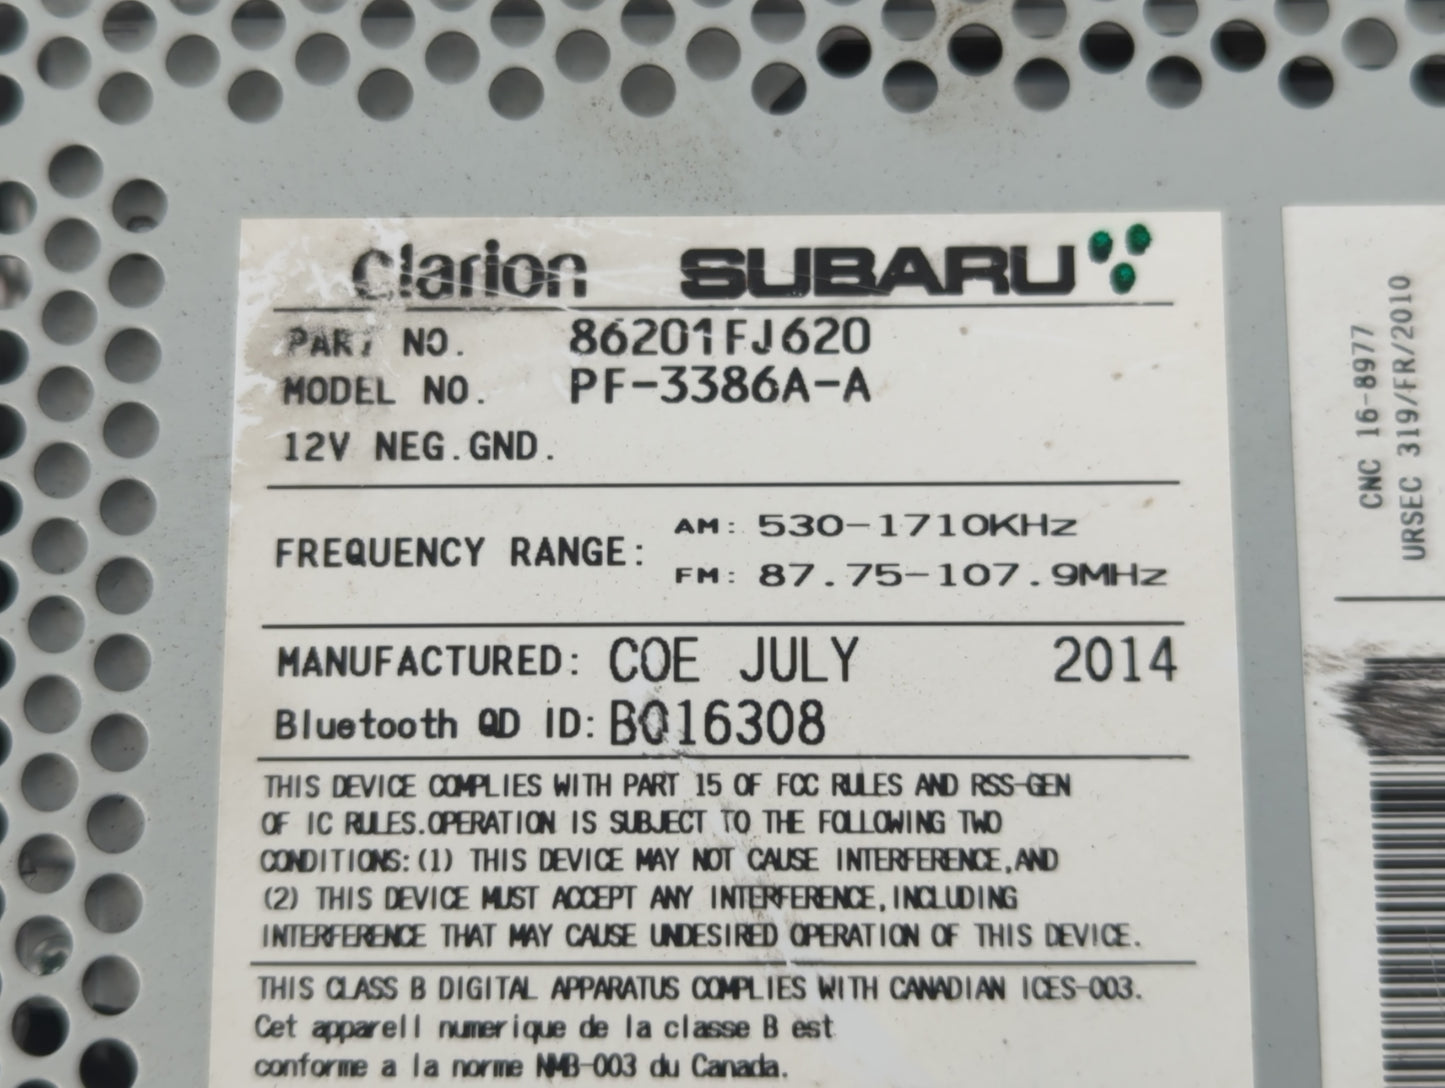 clarion SUBARU
PART NO. 86201FJ620
MODEL NO. PF-3386A-A
12V NEG.GND.
FREQUENCY RANGE: AM: 530-1710KHz
FM: 87.75-107.9MHz
MANUFACTURED: COE JULY 2014
Bluetooth QD ID: BQ16308
THIS DEVICE COMPLIES WITH PART 15 OF FCC RULES AND RSS-GEN
OF IC RULES.OPERATION IS SUBJECT TO THE FOLLOWING TWO
CONDITIONS:(1) THIS DEVICE MAY NOT CAUSE INTERFERENCE,AND
(2) THIS DEVICE MUST ACCEPT ANY INTERFERENCE,INCLUDING
INTERFERENCE THAT MAY CAUSE UNDESIRED OPERATION OF THIS DEVICE.
THIS CLASS B DIGITAL APPARATUS COMPLIES WITH CANADIAN ICES-003.
Cet appareil numerique de la classe B est
conforme a la norme NMB-003 du Canada.
CNC 16-8977
URSEC 319/FR/2010